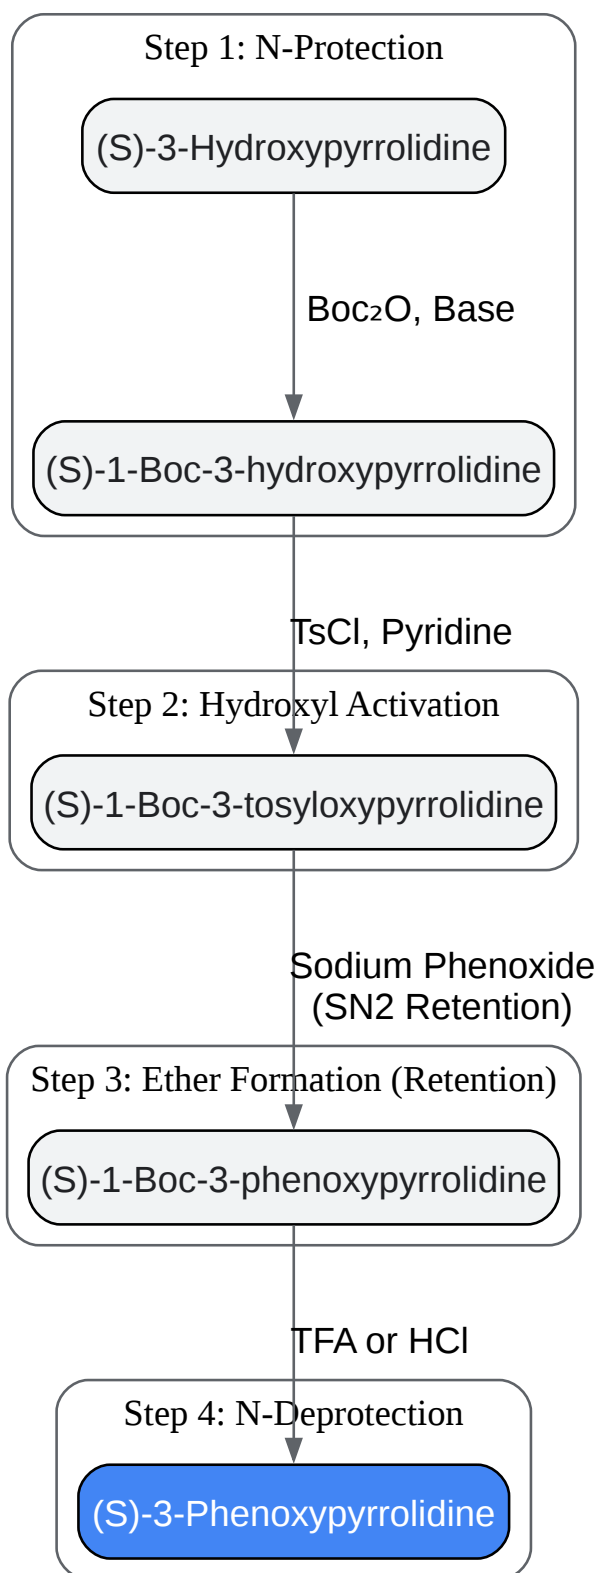 Step 1: N-Protection
(S)-3-Hydroxypyrrolidine
Boc₂O, Base
(S)-1-Boc-3-hydroxypyrrolidine
TsCl, Pyridine
Step 2: Hydroxyl Activation
(S)-1-Boc-3-tosyloxypyrrolidine
Sodium Phenoxide
(SN2 Retention)
Step 3: Ether Formation (Retention)
(S)-1-Boc-3-phenoxypyrrolidine
TFA or HCl
Step 4: N-Deprotection
(S)-3-Phenoxypyrrolidine